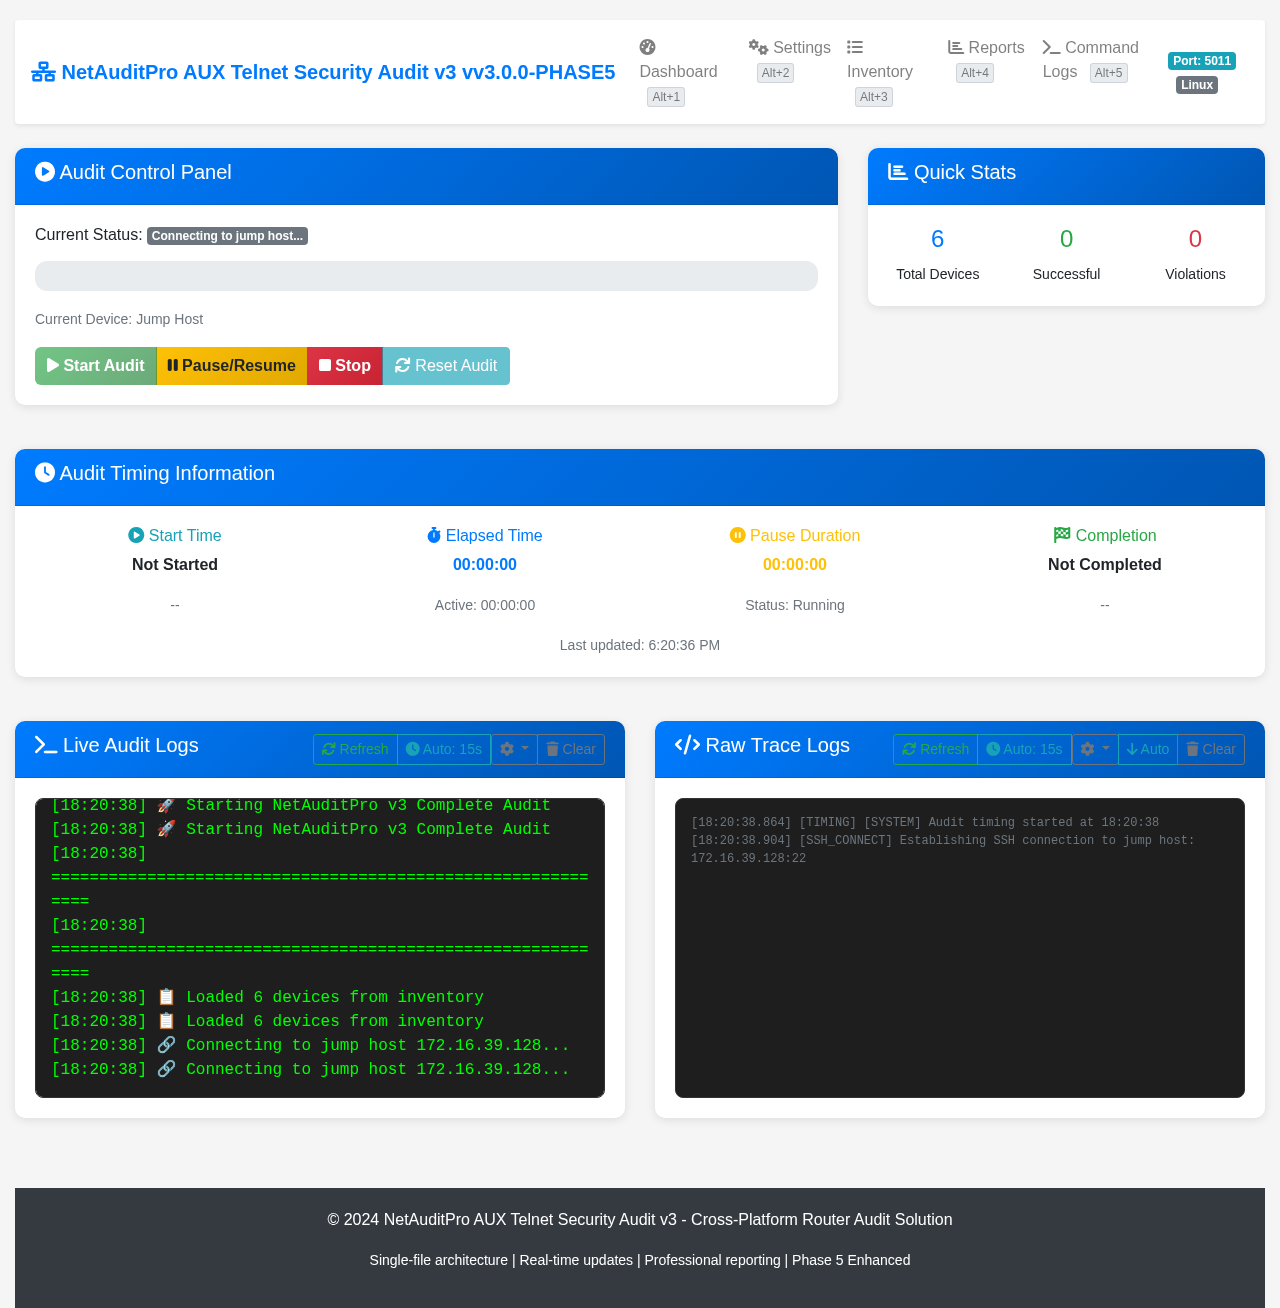 NetAuditPro AUX Telnet Security Audit v3 vv3.0.0-PHASE5
Dashboard Alt+1
Settings Alt+2
Inventory Alt+3
Reports Alt+4
Command Logs Alt+5
Port: 5011
Linux
Audit Control Panel
Current Status: Connecting to jump host...
Current Device: Jump Host
Start Audit Pause/Resume Stop Reset Audit
Quick Stats
6 0 0
Total Devices Successful Violations
Audit Timing Information
Start Time Elapsed Time Pause Duration Completion
Not Started 00:00:00 00:00:00 Not Completed
-- Active: 00:00:00 Status: Running --
Last updated: 6:20:36 PM
Live Audit Logs Refresh Auto: 15s Clear
[18:20:38] 🚀 Starting NetAuditPro v3 Complete Audit
[18:20:38] 🚀 Starting NetAuditPro v3 Complete Audit
[18:20:38]
========================================================
====
[18:20:38]
========================================================
====
[18:20:38] 📋 Loaded 6 devices from inventory
[18:20:38] 📋 Loaded 6 devices from inventory
[18:20:38] 🔗 Connecting to jump host 172.16.39.128...
[18:20:38] 🔗 Connecting to jump host 172.16.39.128...
Raw Trace Logs Refresh Auto: 15s Auto Clear
[18:20:38.864] [TIMING] [SYSTEM] Audit timing started at 18:20:38
[18:20:38.904] [SSH_CONNECT] Establishing SSH connection to jump host:
172.16.39.128:22
© 2024 NetAuditPro AUX Telnet Security Audit v3 - Cross-Platform Router Audit Solution
Single-file architecture | Real-time updates | Professional reporting | Phase 5 Enhanced